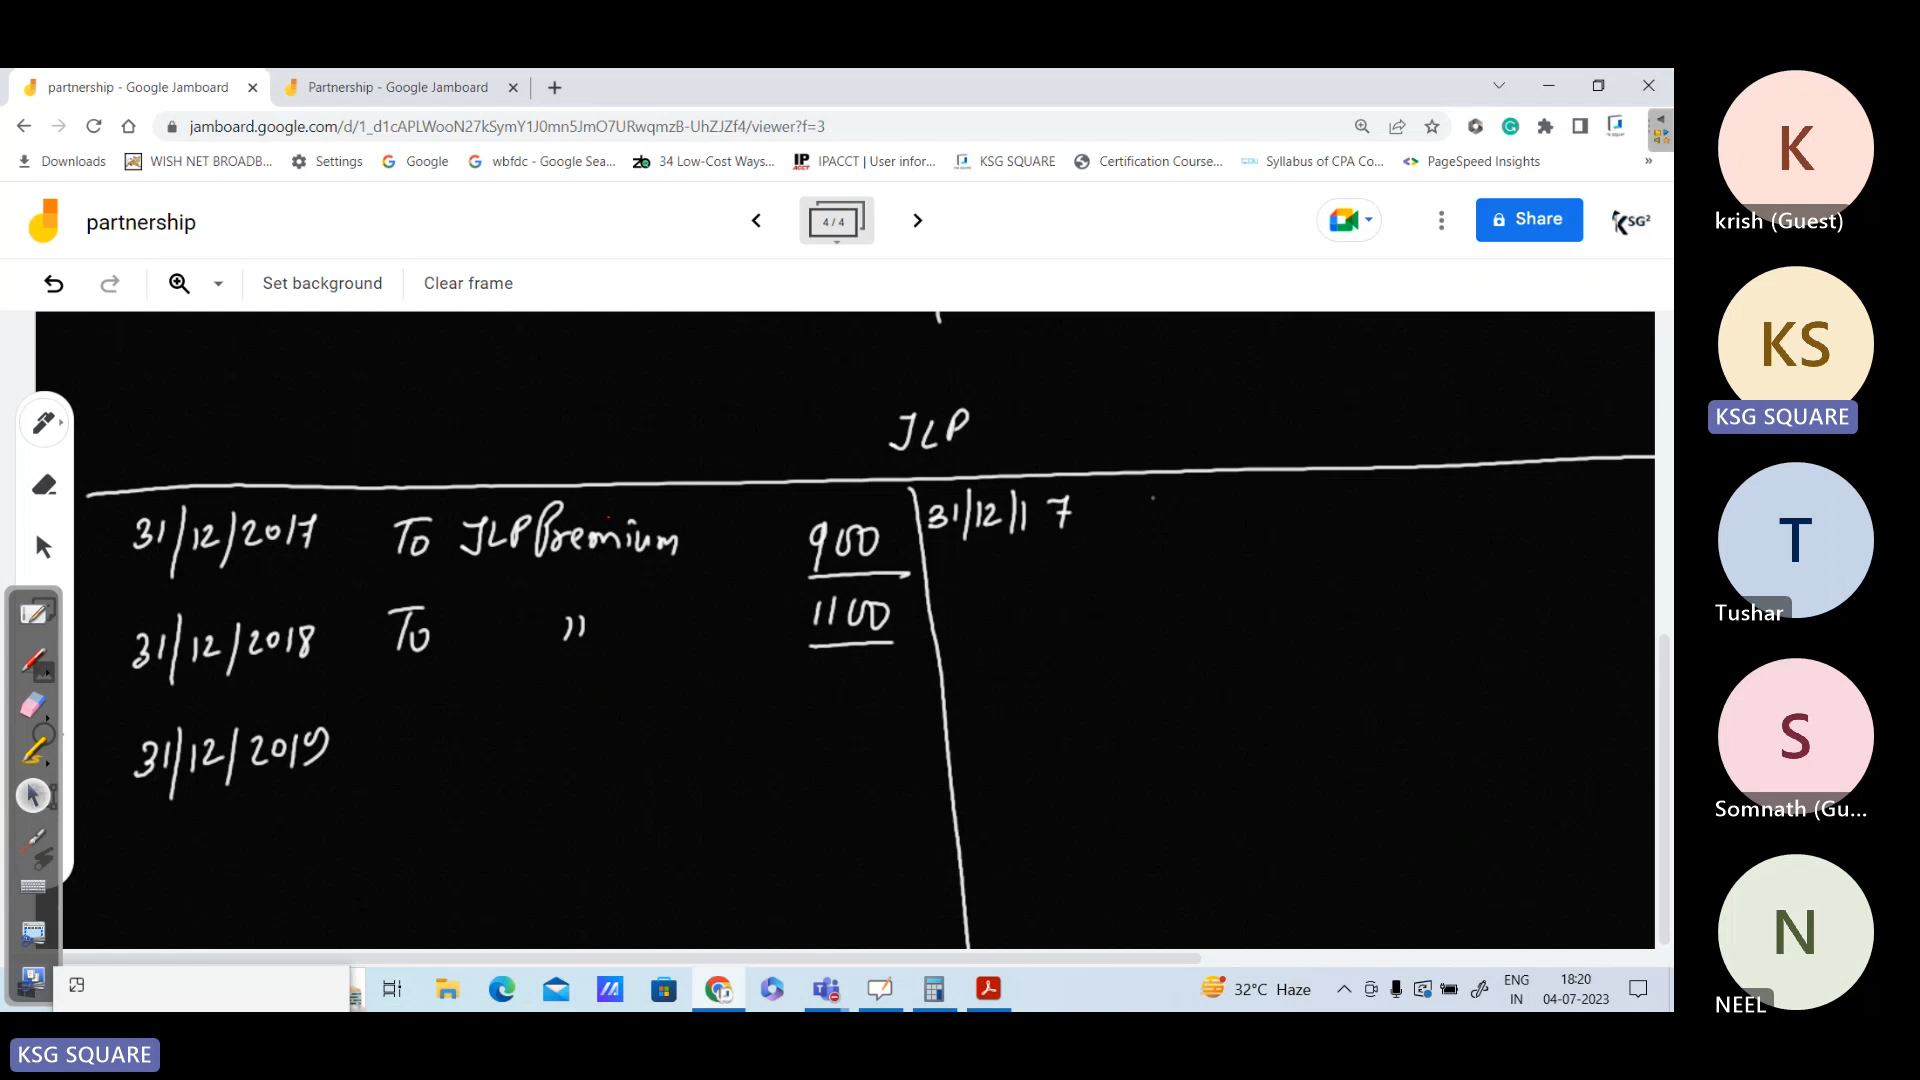 partnership - Google Jamboard
Partnership - Google Jamboard
jamboard.google.com/d/1_d1cAPLWooN27kSymY1J0mn5JmO7URwqmzB-UhZJZf4/viewer?f=3
Downloads
WISH NET BROADB...
Settings
Google
wbfdc - Google Sea...
34 Low-Cost Ways...
IPACCT | User infor...
KSG SQUARE
Certification Course...
Syllabus of CPA Co...
PageSpeed Insights
»
partnership
4 / 4
Share
KSG²
Set background
Clear frame
JLP
31/12/2017 To JLP Premium 900
31/12/17
31/12/2018 To " 1100
31/12/2019
32°C Haze
ENG
IN
18:20
04-07-2023
K
krish (Guest)
KS
KSG SQUARE
T
Tushar
S
Somnath (Gu...
N
NEEL
KSG SQUARE